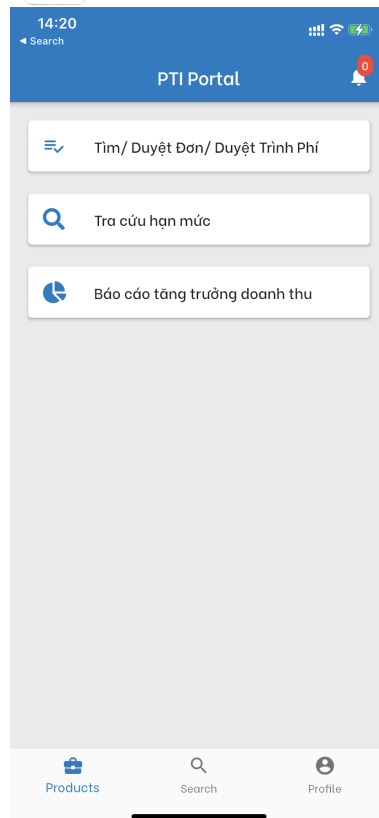 14:20
◄ Search
PTI Portal
0
Tìm/ Duyệt Đơn/ Duyệt Trình Phí
Tra cứu hạn mức
Báo cáo tăng trưởng doanh thu
Products
Search
Profile